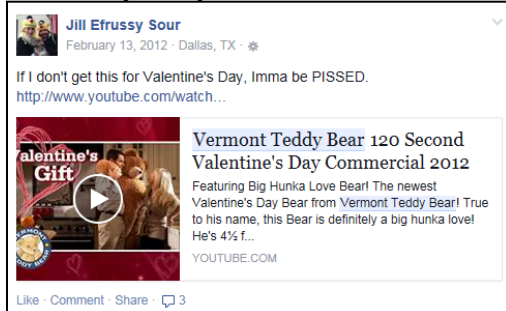 Jill Efrussy Sour
February 13, 2012 · Dallas, TX ·
If I don't get this for Valentine's Day, Imma be PISSED.
http://www.youtube.com/watch…
alentine's
Gift
VERMONT
TEDDY BEAR
Vermont Teddy Bear 120 Second
Valentine's Day Commercial 2012
Featuring Big Hunka Love Bear! The newest
Valentine's Day Bear from Vermont Teddy Bear! True
to his name, this Bear is definitely a big hunka love!
He's 4½ f...
YOUTUBE.COM
Like · Comment · Share · 3